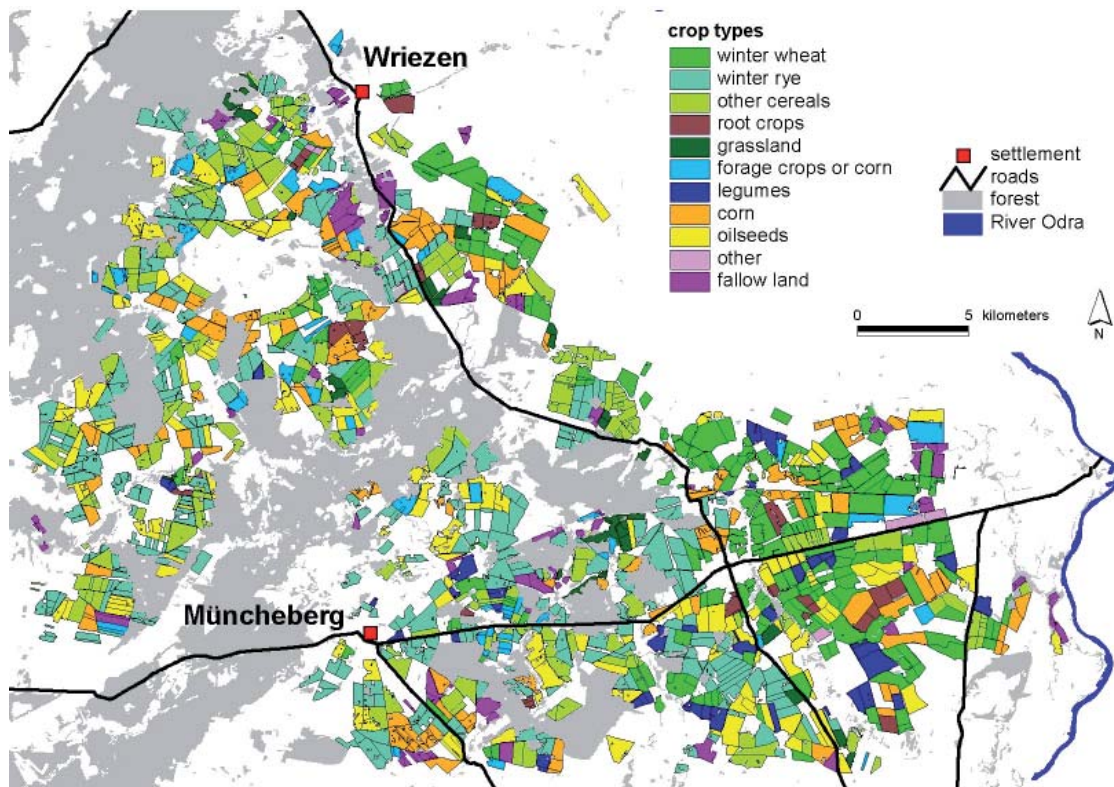 Wriezen
crop types
winter wheat
winter rye
other cereals
root crops
grassland
forage crops or corn
legumes
corn
oilseeds
other
fallow land
settlement
roads
forest
River Odra
0 5 kilometers
N
Müncheberg